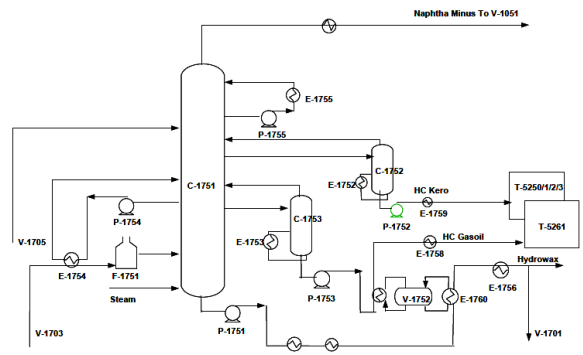 Naphtha Minus To V-1051
E-1755
P-1755
C-1752
E-1752
HC Kero
T-5250/1/2/3
C-1751
P-1754
C-1753
P-1752
E-1759
T-5261
V-1705
E-1753
HC Gasoil
E-1758
E-1754
F-1751
Hydrowax
P-1753
V-1752
E-1760
E-1756
Steam
P-1751
V-1703
V-1701